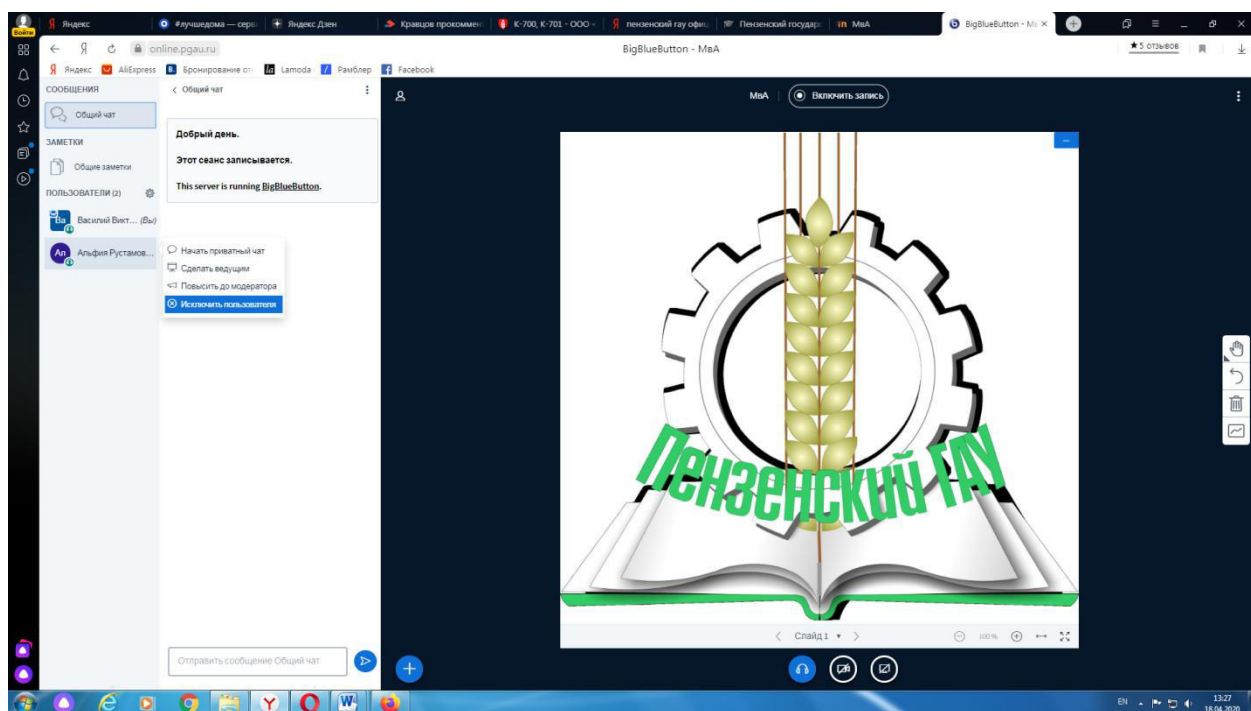 Яндекс
#лучшедома — серв
Яндекс.Дзен
Кравцов прокоммен
К-700, К-701 - ООО -
пензенский гау офиц
Пензенский государс
МвА
BigBlueButton - Мв
Войти
online.pgau.ru
BigBlueButton - МвА
★ 5 отзывов
Яндекс
AliExpress
Бронирование от
Lamoda
Рамблер
Facebook
СООБЩЕНИЯ
Общий чат
ЗАМЕТКИ
Общие заметки
ПОЛЬЗОВАТЕЛИ (2)
Ва Василий Викт... (Вы)
Ал Альфия Рустамов...
Общий чат
Добрый день.
Этот сеанс записывается.
This server is running BigBlueButton.
Начать приватный чат
Сделать ведущим
Повысить до модератора
Исключить пользователя
Отправить сообщение Общий чат
МвА
Включить запись
Пензенский ГАУ
Слайд 1
100%
EN
13:27
18.04.2020